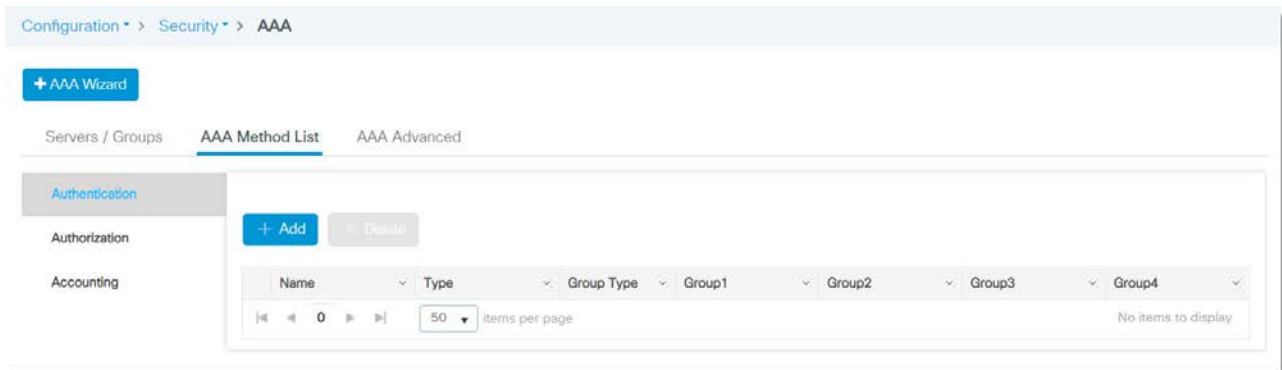 Configuration > Security > AAA
+ AAA Wizard
Servers / Groups AAA Method List AAA Advanced
Authentication
Authorization
Accounting
+ Add × Delete
Name Type Group Type Group1 Group2 Group3 Group4
0 50 items per page No items to display